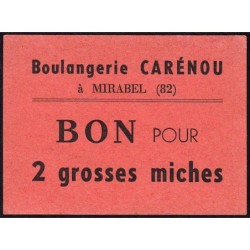 Boulangerie CARÉNOU
à MIRABEL (82)
BON POUR
2 grosses miches